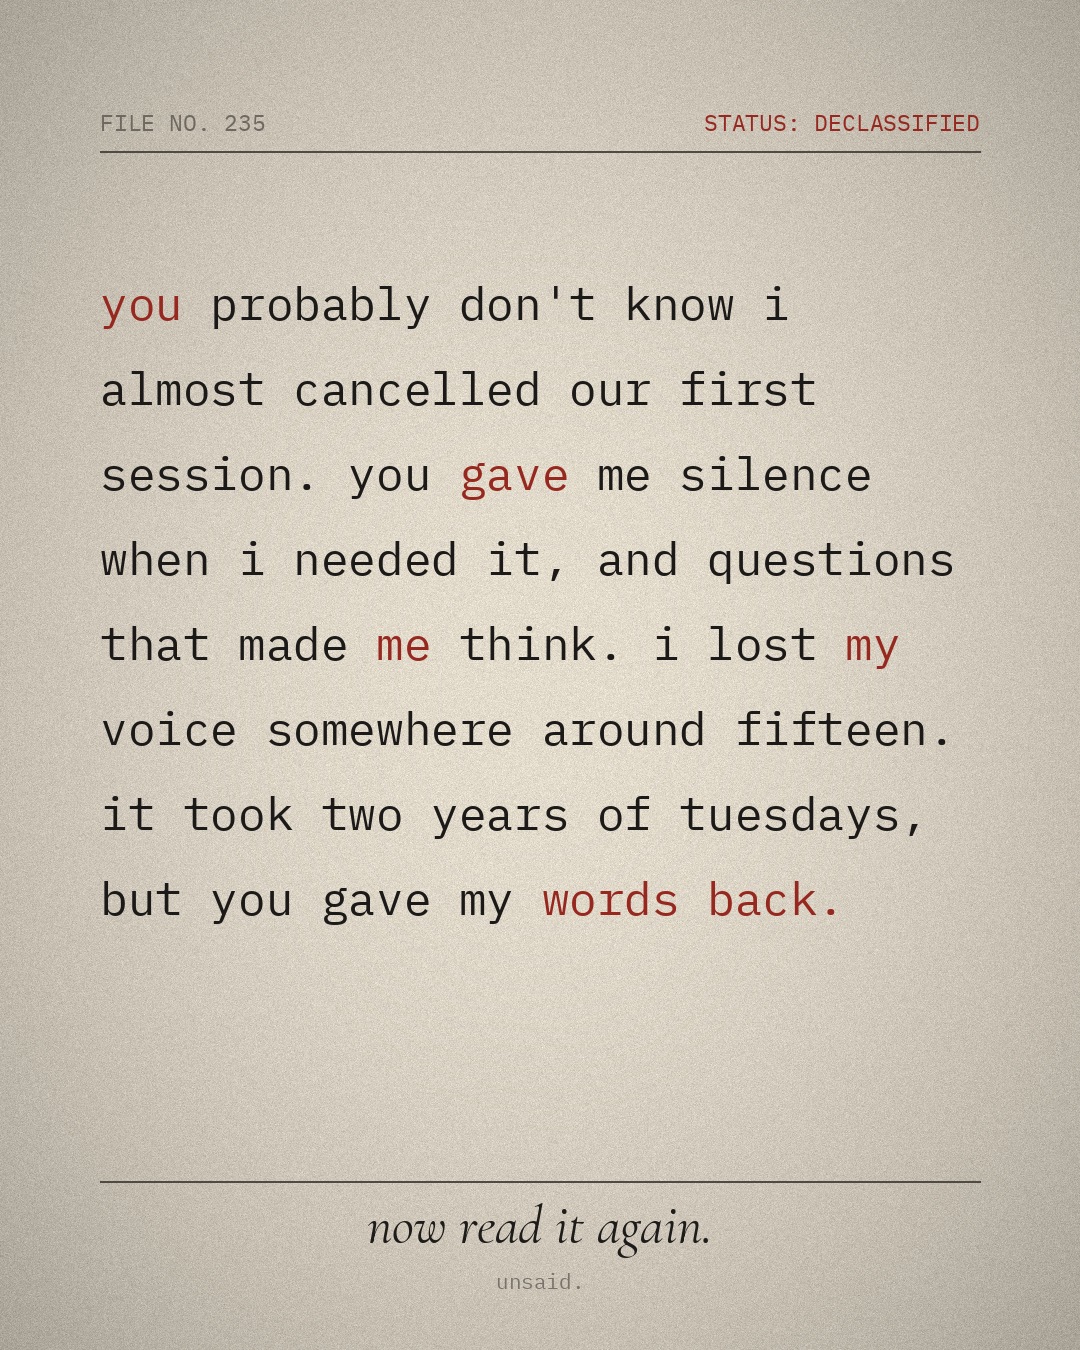 FILE NO. 235
STATUS: DECLASSIFIED
you probably don't know i
almost cancelled our first
session. you gave me silence
when i needed it, and questions
that made me think. i lost my
voice somewhere around fifteen.
it took two years of tuesdays,
but you gave my words back.
now read it again.
unsaid.